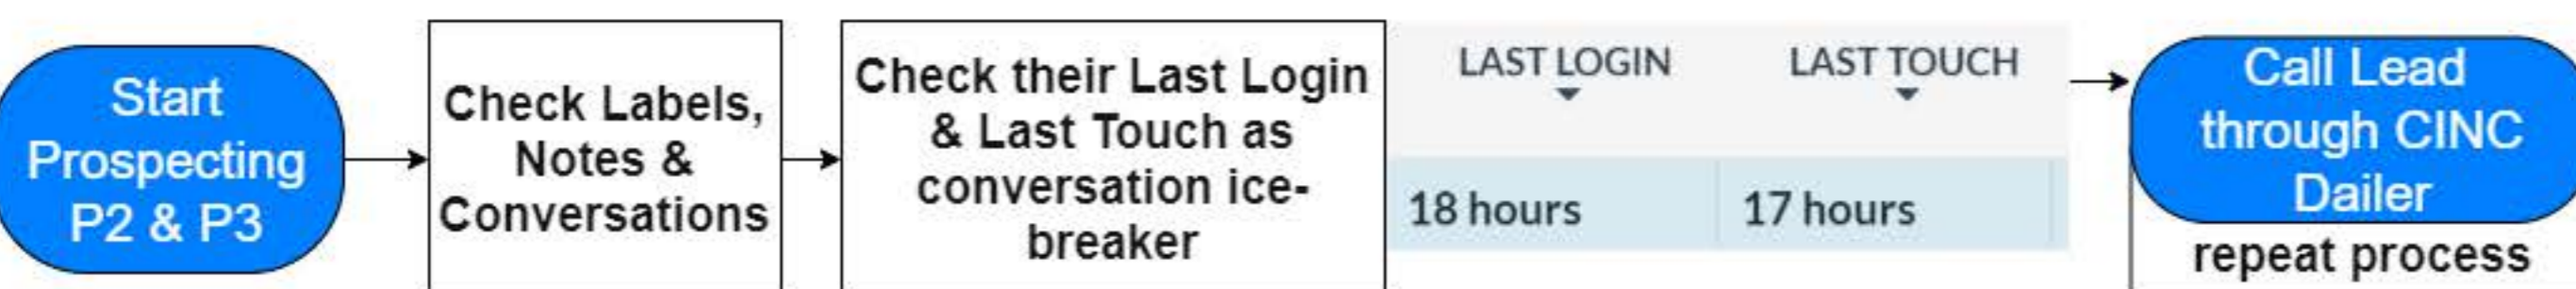 Start
Prospecting
P2 & P3
Check Labels,
Notes &
Conversations
Check their Last Login
& Last Touch as
conversation ice-
breaker
LAST LOGIN
LAST TOUCH
18 hours
17 hours
Call Lead
through CINC
Dailer
repeat process